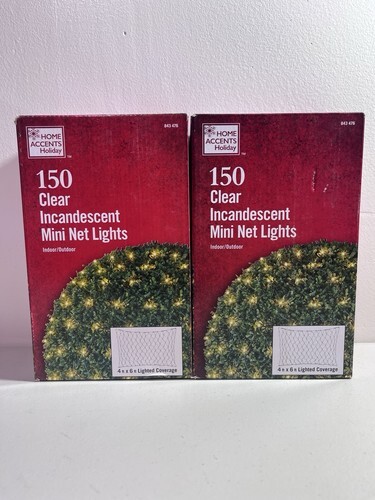 HOME
ACCENTS
Holiday
™
843 476
150
Clear
Incandescent
Mini Net Lights
Indoor/Outdoor
4 ft x 6 ft Lighted Coverage
HOME
ACCENTS
Holiday
™
843 476
150
Clear
Incandescent
Mini Net Lights
Indoor/Outdoor
4 ft x 6 ft Lighted Coverage